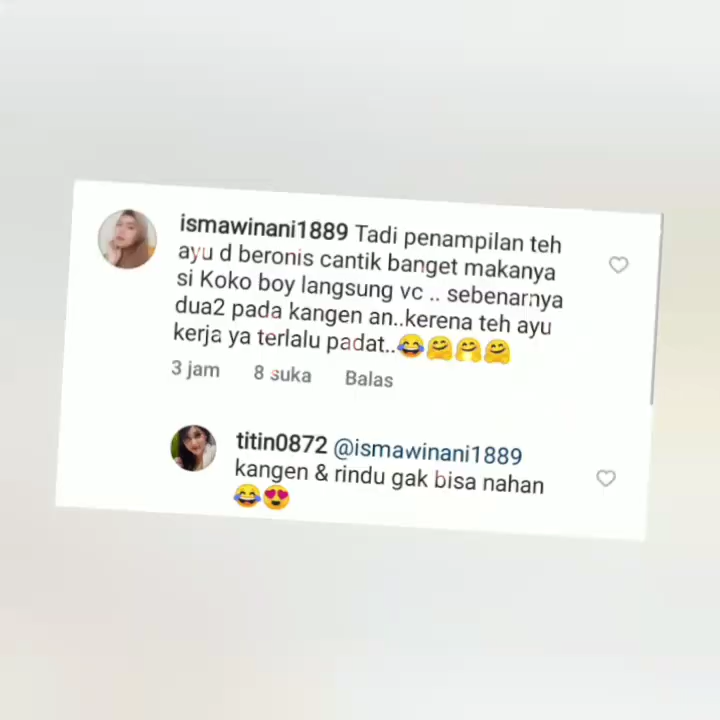 ismawinani1889 Tadi penampilan teh
ayu d beronis cantik banget makanya
si Koko boy langsung vc .. sebenarnya
dua2 pada kangen an..kerena teh ayu
kerja ya terlalu padat..😂🤗🤗🤗
3 jam 8 suka Balas
titin0872 @ismawinani1889
kangen & rindu gak bisa nahan
😂😍